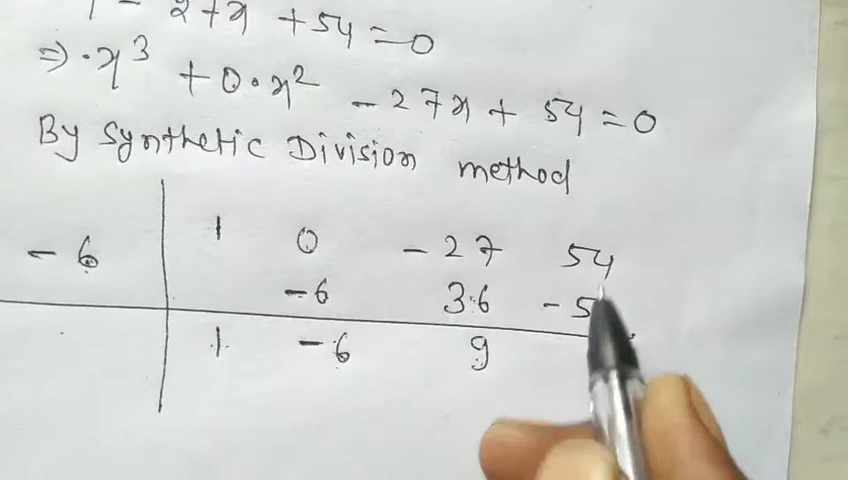 + 54 = 0
⇒ x³ + 0·x² - 27x + 54 = 0
By Synthetic Division method
-6 1 0 -27 54
-6 36 -5
1 -6 9